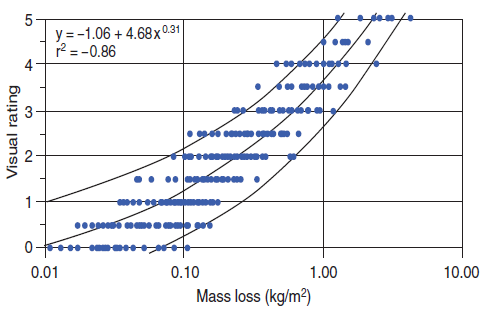 y = -1.06 + 4.68x^0.31
r² = -0.86
5
4
3
2
1
0
Visual rating
0.01 0.10 1.00 10.00
Mass loss (kg/m²)